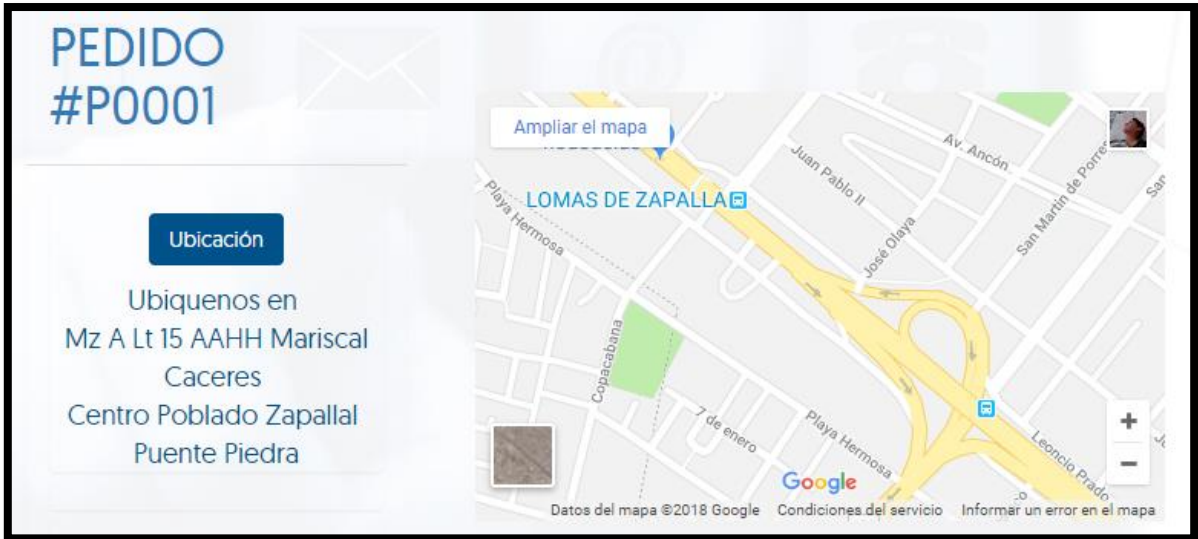 PEDIDO
#P0001
Ubicación
Ubiquenos en
Mz A Lt 15 AAHH Mariscal
Caceres
Centro Poblado Zapallal
Puente Piedra
Ampliar el mapa
LOMAS DE ZAPALLA
Playa Hermosa
Juan Pablo II
Av. Ancón
José Olaya
San Martin de Porres
San
Copacabana
7 de enero
Playa Hermosa
Leoncio Prado
+
−
Google
Datos del mapa ©2018 Google Condiciones del servicio Informar un error en el mapa